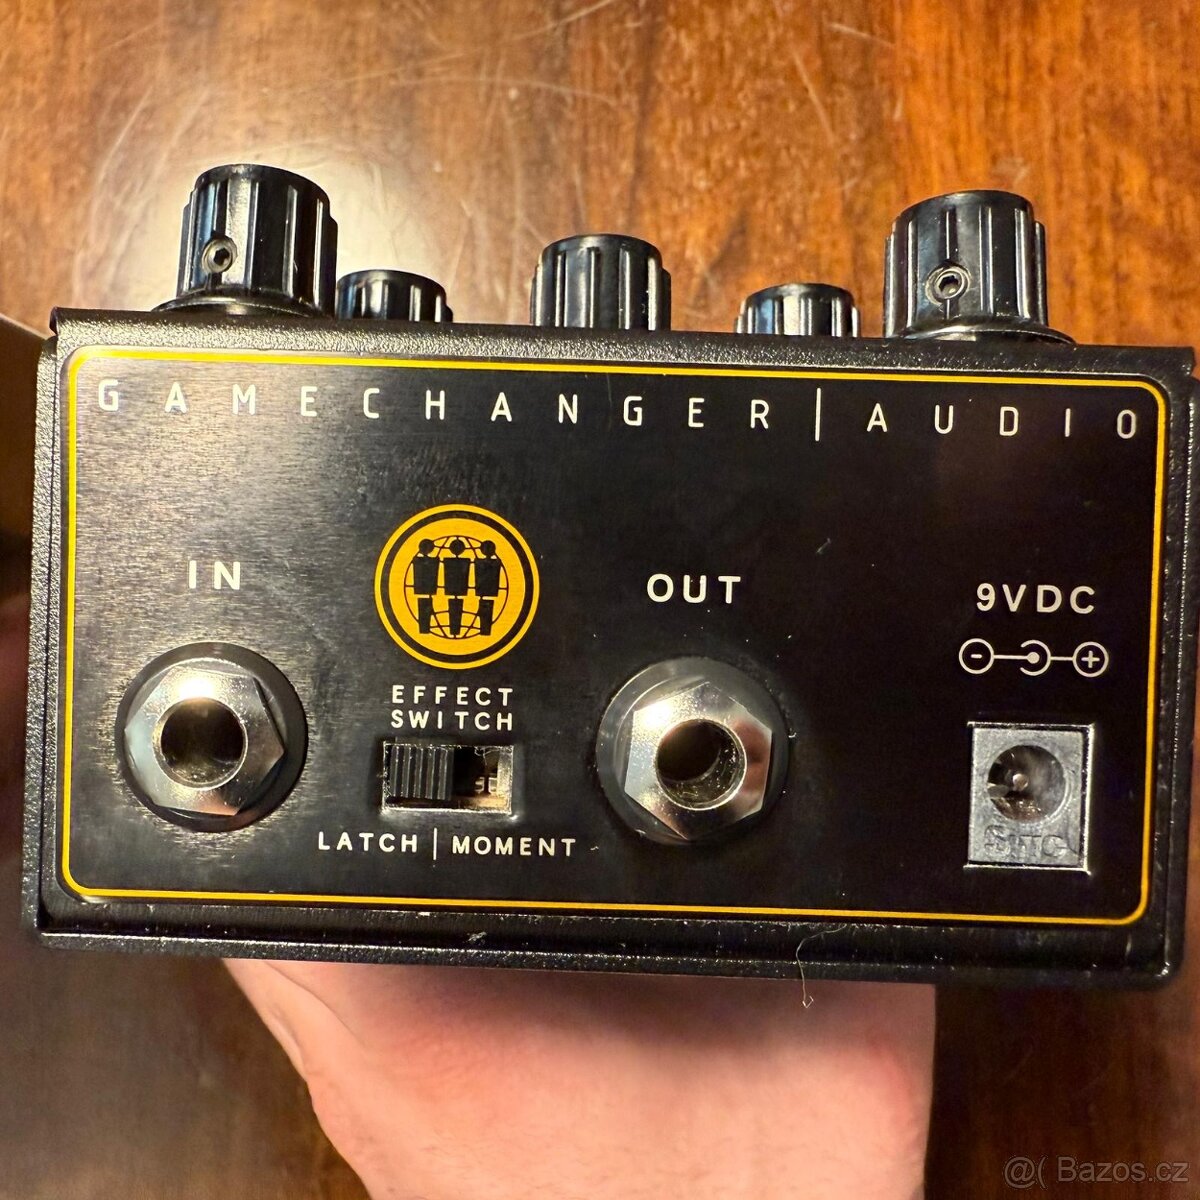 GAMECHANGER | AUDIO
IN
OUT
9VDC
- +
EFFECT
SWITCH
LATCH | MOMENT
@( Bazos.cz